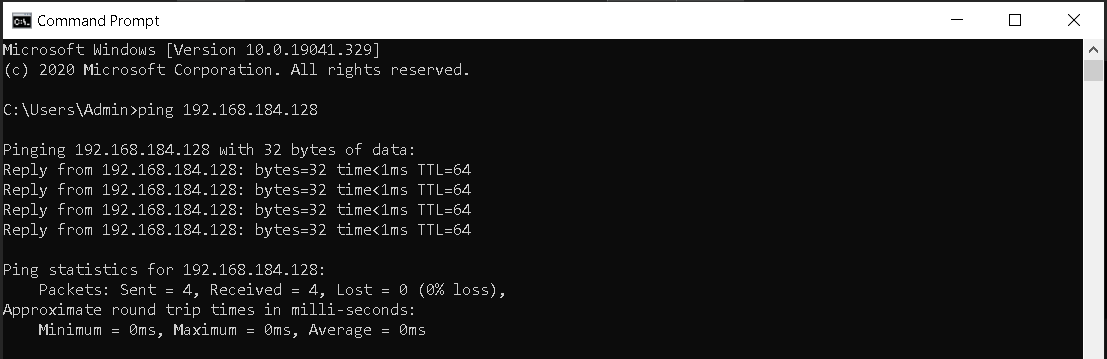 Command Prompt
Microsoft Windows [Version 10.0.19041.329]
(c) 2020 Microsoft Corporation. All rights reserved.
C:\Users\Admin>ping 192.168.184.128
Pinging 192.168.184.128 with 32 bytes of data:
Reply from 192.168.184.128: bytes=32 time<1ms TTL=64
Reply from 192.168.184.128: bytes=32 time<1ms TTL=64
Reply from 192.168.184.128: bytes=32 time<1ms TTL=64
Reply from 192.168.184.128: bytes=32 time<1ms TTL=64
Ping statistics for 192.168.184.128:
    Packets: Sent = 4, Received = 4, Lost = 0 (0% loss),
Approximate round trip times in milli-seconds:
    Minimum = 0ms, Maximum = 0ms, Average = 0ms